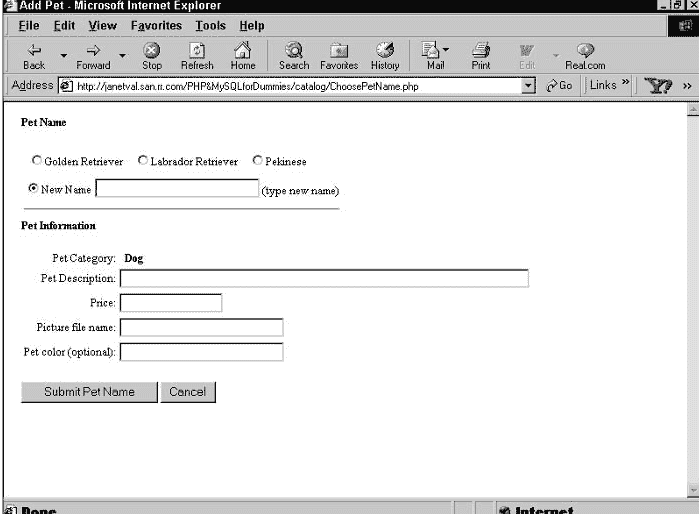 Add Pet - Microsoft Internet Explorer
File Edit View Favorites Tools Help
Back Forward Stop Refresh Home Search Favorites History Mail Print Edit Real.com
Address http://janetval.san.rr.com/PHP&MySQLforDummies/catalog/ChoosePetName.php Go Links » Y! »
Pet Name
Golden Retriever Labrador Retriever Pekinese
New Name (type new name)
Pet Information
Pet Category: Dog
Pet Description:
Price:
Picture file name:
Pet color (optional):
Submit Pet Name Cancel
Done Internet